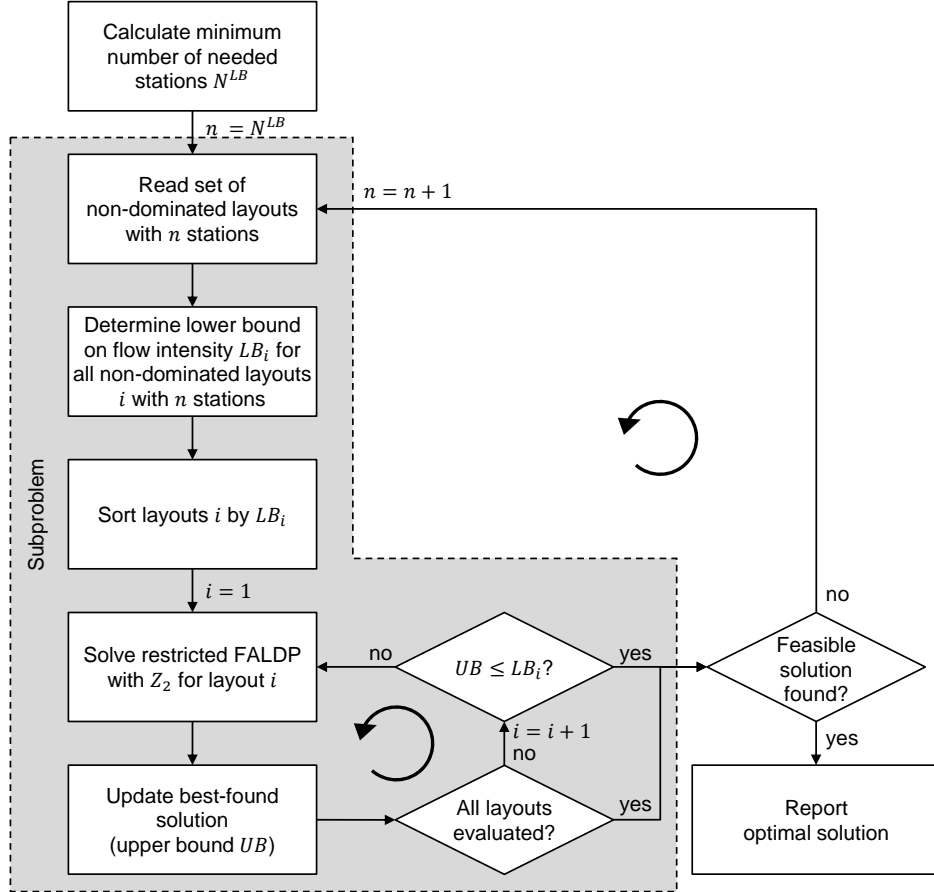 Calculate minimum
number of needed
stations N^LB
n = N^LB
Read set of
non-dominated layouts
with n stations
n = n + 1
Determine lower bound
on flow intensity LB_i for
all non-dominated layouts
i with n stations
Subproblem
Sort layouts i by LB_i
i = 1
Solve restricted FALDP
with Z_2 for layout i
no
UB ≤ LB_i?
yes
no
Feasible
solution
found?
yes
i = i + 1
no
Update best-found
solution
(upper bound UB)
All layouts
evaluated?
yes
Report
optimal solution